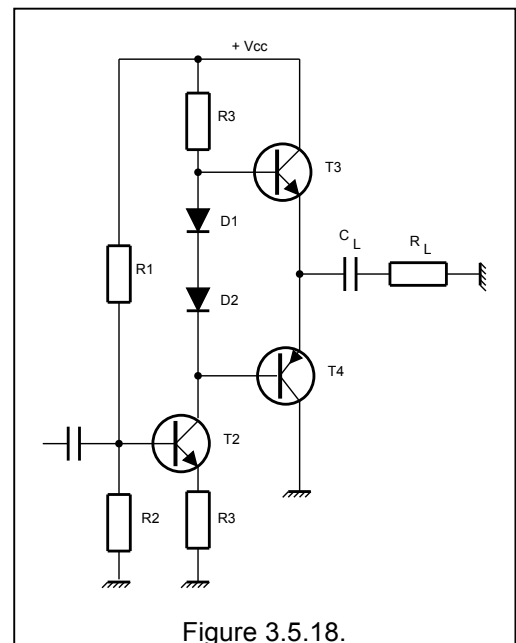 + Vcc
R3
T3
D1
C L
R L
R1
D2
T4
T2
R2
R3
Figure 3.5.18.